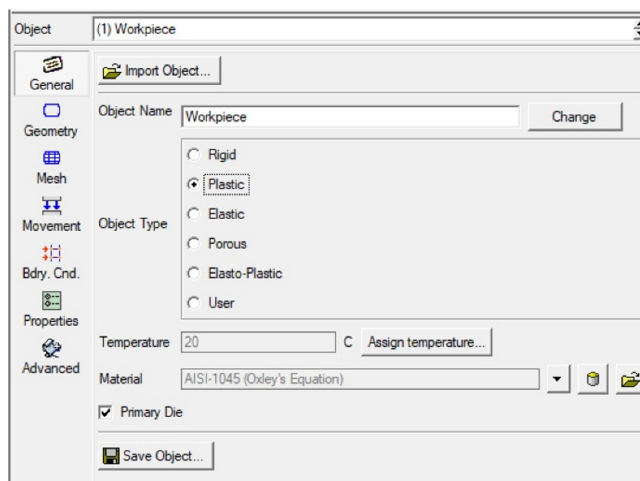 Object
(1) Workpiece
General
Geometry
Mesh
Movement
Bdry. Cnd.
Properties
Advanced
Import Object...
Object Name
Workpiece
Change
Object Type
Rigid
Plastic
Elastic
Porous
Elasto-Plastic
User
Temperature
20
C
Assign temperature...
Material
AISI-1045 (Oxley's Equation)
Primary Die
Save Object...